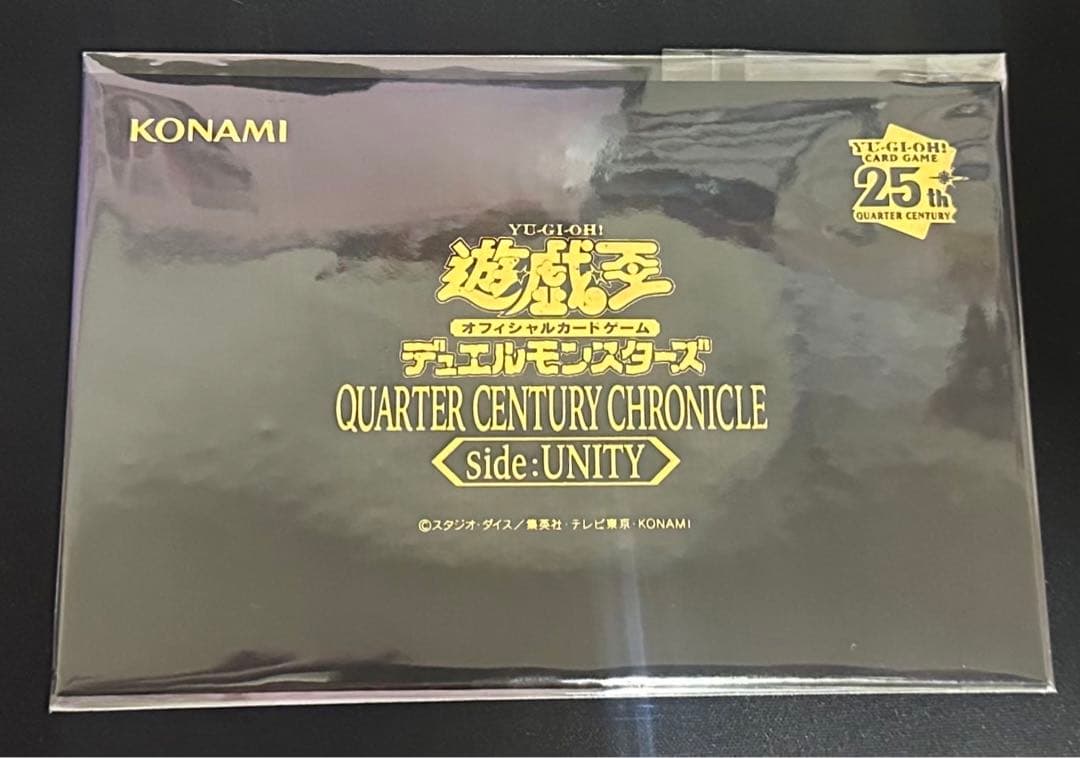 KONAMI
YU-GI-OH!
CARD GAME
25th
QUARTER CENTURY
YU-GI-OH!
遊戯王
オフィシャルカードゲーム
デュエルモンスターズ
QUARTER CENTURY CHRONICLE
side:UNITY
©スタジオ・ダイス/集英社・テレビ東京・KONAMI